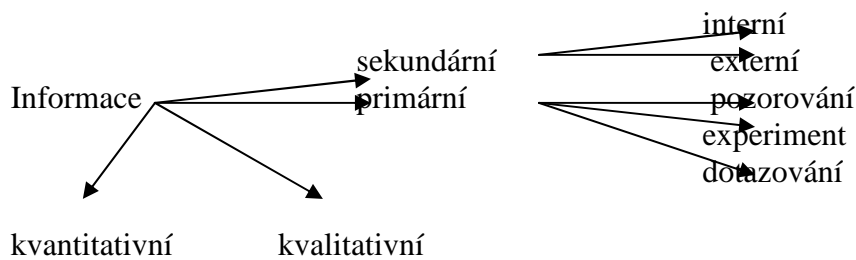 interní
sekundární externí
Informace primární pozorování
experiment
dotazování
kvantitativní kvalitativní